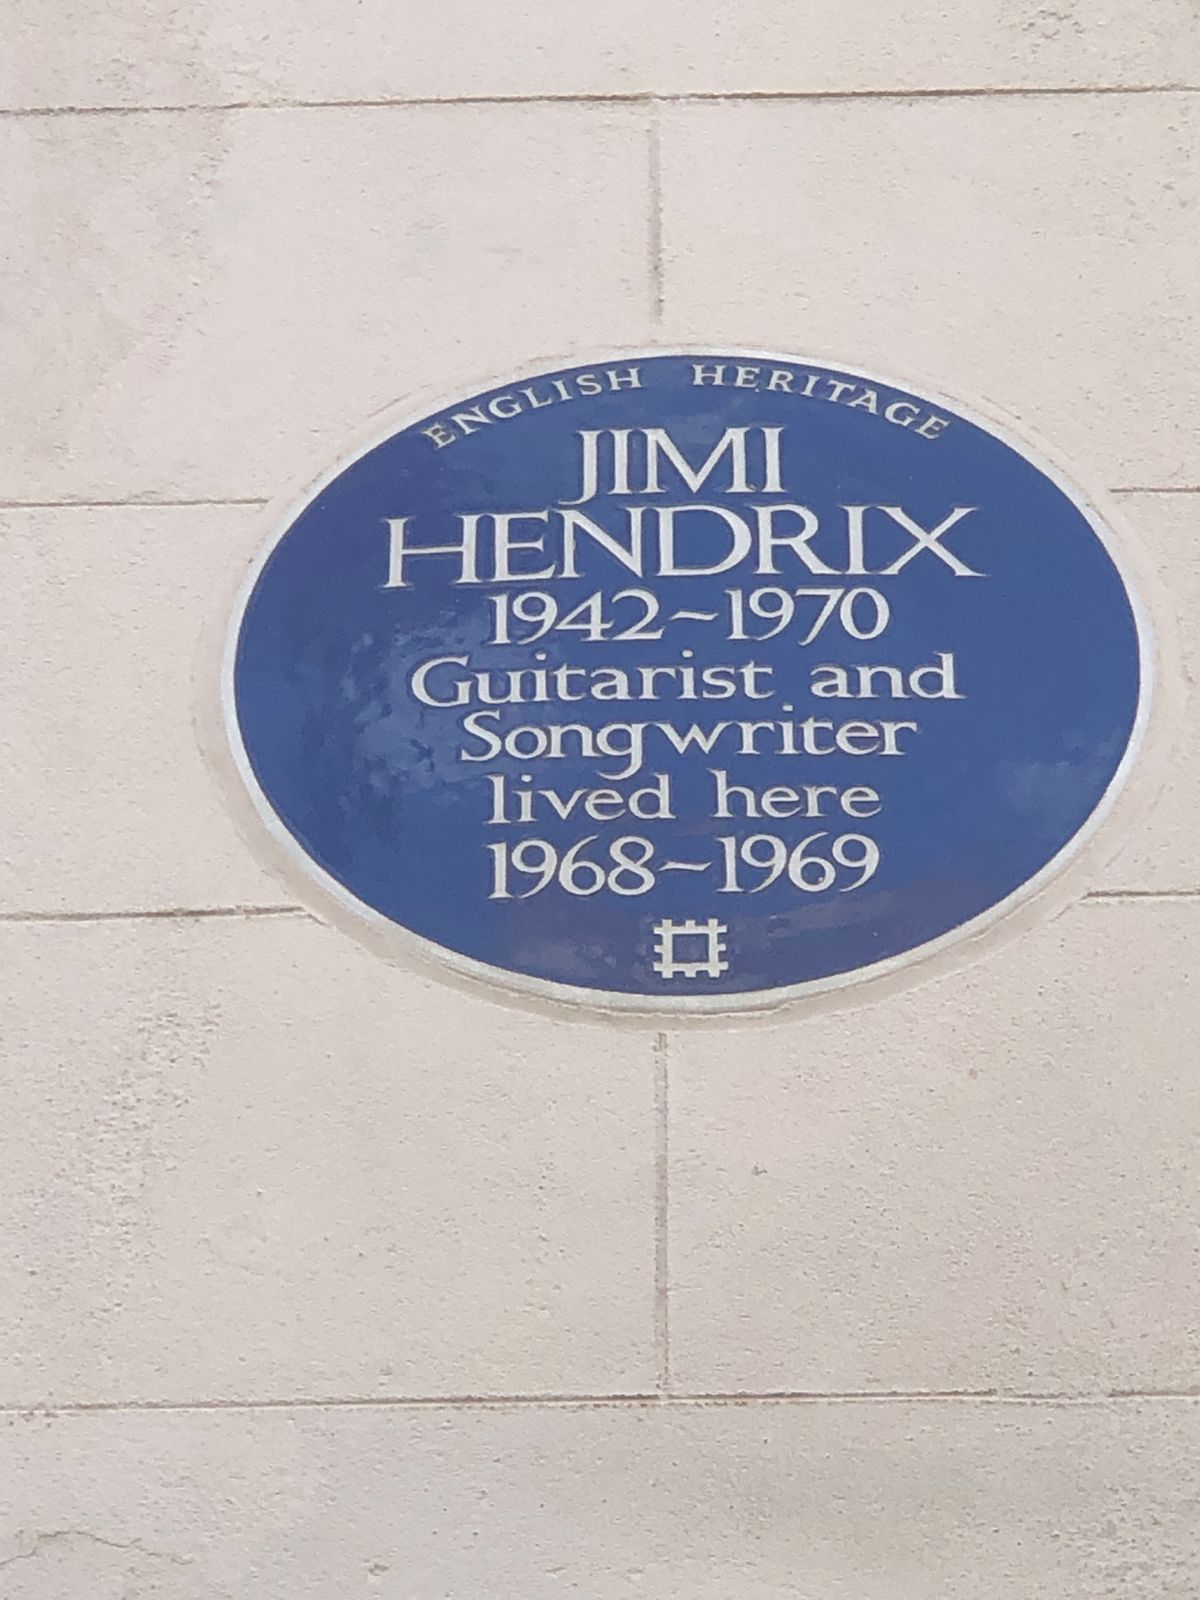 ENGLISH HERITAGE
JIMI
HENDRIX
1942~1970
Guitarist and
Songwriter
lived here
1968~1969